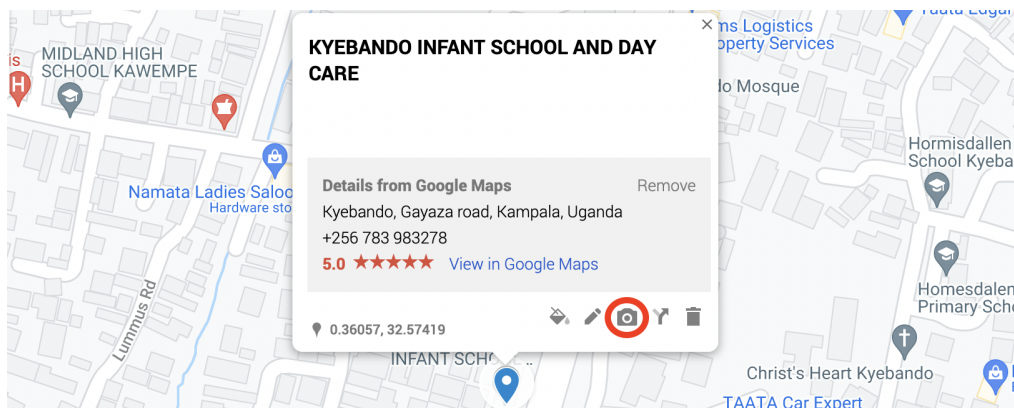 is
MIDLAND HIGH
SCHOOL KAWEMPE
H
Namata Ladies Saloo
Hardware sto
Lummus Rd
×
KYEBANDO INFANT SCHOOL AND DAY
CARE
Details from Google Maps
Remove
Kyebando, Gayaza road, Kampala, Uganda
+256 783 983278
5.0 ★★★★★ View in Google Maps
0.36057, 32.57419
INFANT SCHO
ms Logistics
operty Services
do Mosque
Hormisdallen
School Kyeba
Homesdalen
Primary Scho
Christ's Heart Kyebando
TAATA Car Expert